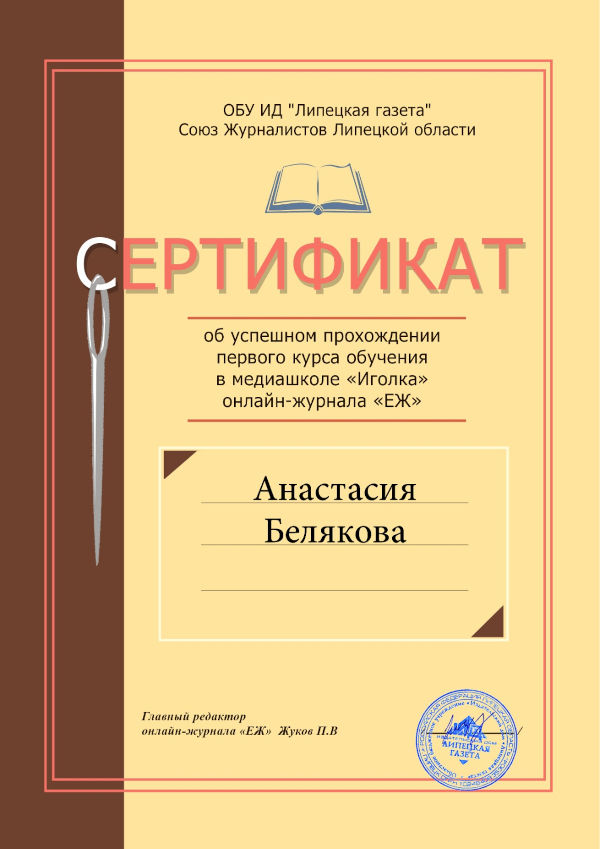 ОБУ ИД "Липецкая газета"
Союз Журналистов Липецкой области
СЕРТИФИКАТ
об успешном прохождении
первого курса обучения
в медиашколе «Иголка»
онлайн-журнала «ЕЖ»
Анастасия
Белякова
Главный редактор
онлайн-журнала «ЕЖ» Жуков П.В
ЛИПЕЦКАЯ
ГАЗЕТА